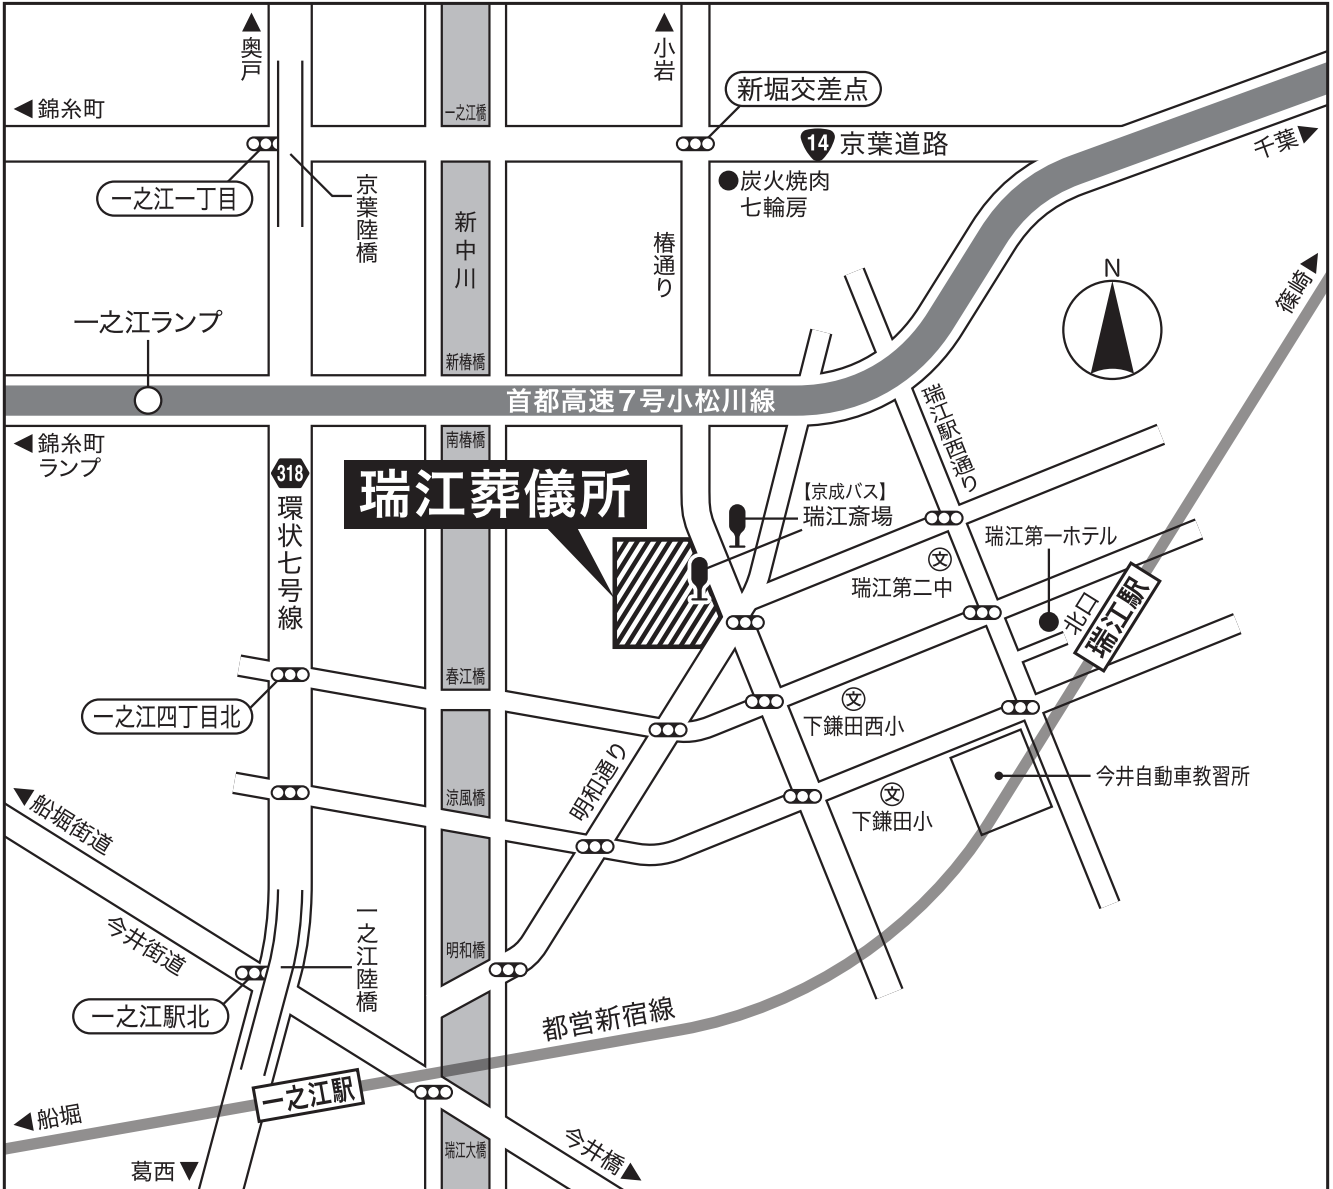 奥戸
小岩
錦糸町
一之江橋
新堀交差点
14 京葉道路
千葉
一之江一丁目
京葉陸橋
炭火焼肉
七輪房
新中川
椿通り
N
篠崎
一之江ランプ
新椿橋
首都高速7号小松川線
瑞江駅西通り
錦糸町
ランプ
南椿橋
318
環状七号線
瑞江葬儀所
【京成バス】
瑞江斎場
瑞江第一ホテル
文
瑞江第二中
北口
瑞江駅
春江橋
一之江四丁目北
文
下鎌田西小
明和通り
今井自動車教習所
涼風橋
文
下鎌田小
船堀街道
今井街道
一之江陸橋
明和橋
一之江駅北
都営新宿線
一之江駅
船堀
瑞江大橋
今井橋
葛西